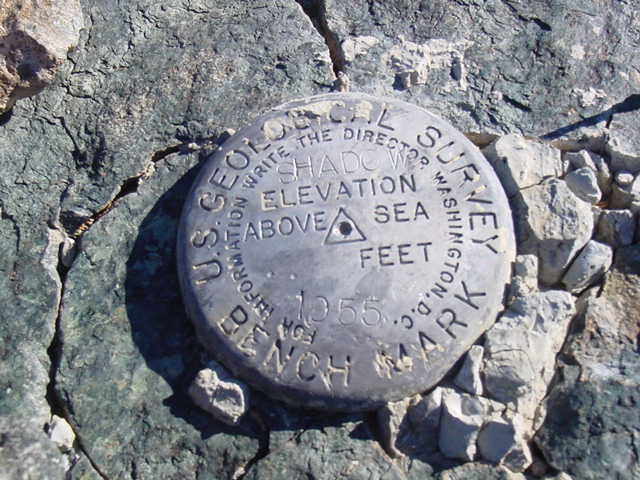 U.S. GEOLOGICAL SURVEY
FOR INFORMATION WRITE THE DIRECTOR, WASHINGTON, D.C.
SHADOW
ELEVATION
ABOVE SEA
FEET
1955
BENCH MARK